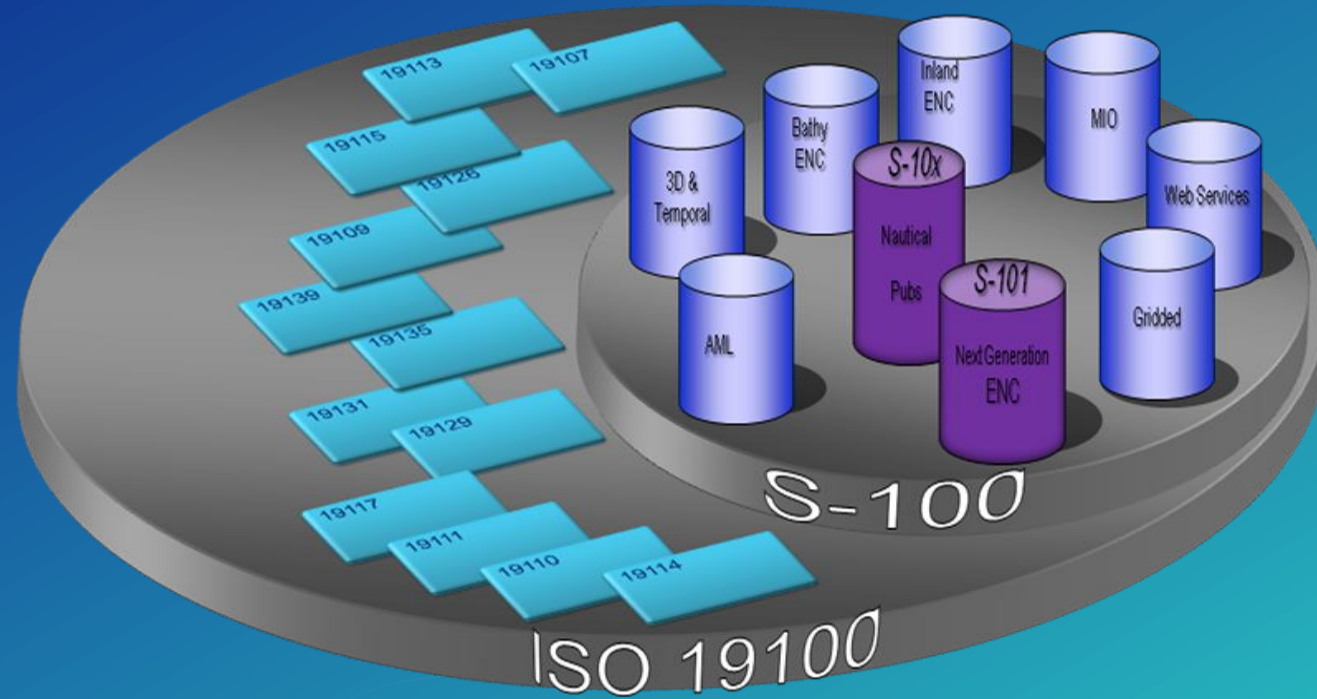 19113
19107
19115
19126
19109
19139
19135
19131
19129
19117
19111
19110
19114
Inland
ENC
MIO
Bathy
ENC
3D &
Temporal
S-10x
Nautical
Pubs
Web Services
S-101
Next Generation
ENC
Gridded
AML
S-100
ISO 19100